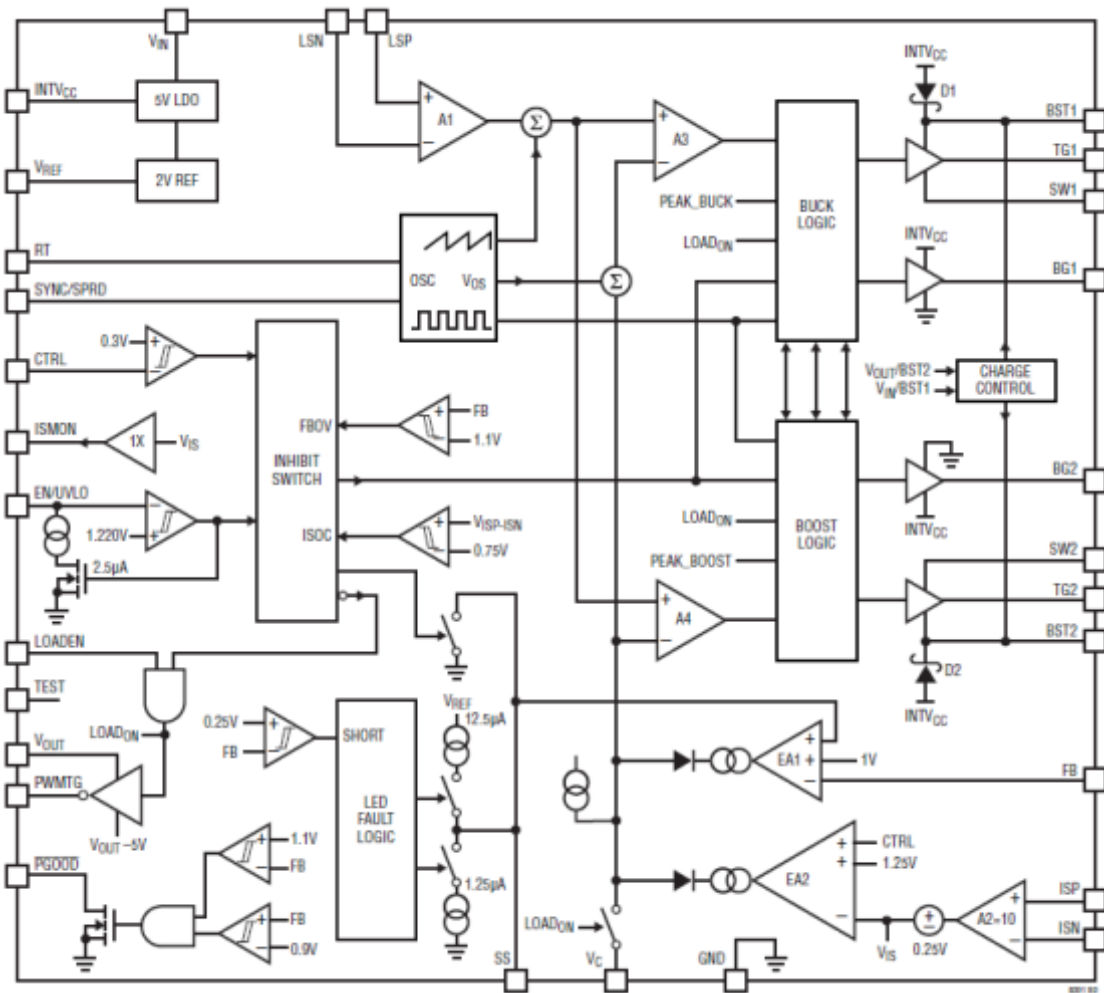 VIN
LSN
LSP
INTVCC
5V LDO
VREF
2V REF
A1
+
−
Σ
A3
+
−
INTVCC
D1
BST1
TG1
SW1
PEAK_BUCK
BUCK LOGIC
LOADON
INTVCC
BG1
RT
SYNC/SPRD
OSC
VOS
Σ
0.3V
+
−
CTRL
ISMON
1X
VIS
EN/UVLO
−
1.220V
+
2.5µA
INHIBIT SWITCH
FBOV
+
−
FB
1.1V
ISOC
+
−
VISP-ISN
0.75V
VOUT/BST2
VIN/BST1
CHARGE CONTROL
BG2
INTVCC
LOADON
BOOST LOGIC
PEAK_BOOST
A4
+
−
SW2
TG2
BST2
D2
INTVCC
LOADEN
TEST
LOADON
VOUT
PWMTG
VOUT −5V
PGOOD
1.1V
+
−
FB
FB
+
−
0.9V
0.25V
+
FB
−
SHORT
LED FAULT LOGIC
VREF
12.5µA
1.25µA
EA1
+
+
−
1V
FB
EA2
+
+
−
CTRL
1.25V
VIS
+
−
0.25V
A2=10
+
−
ISP
ISN
LOADON
SS
VC
GND